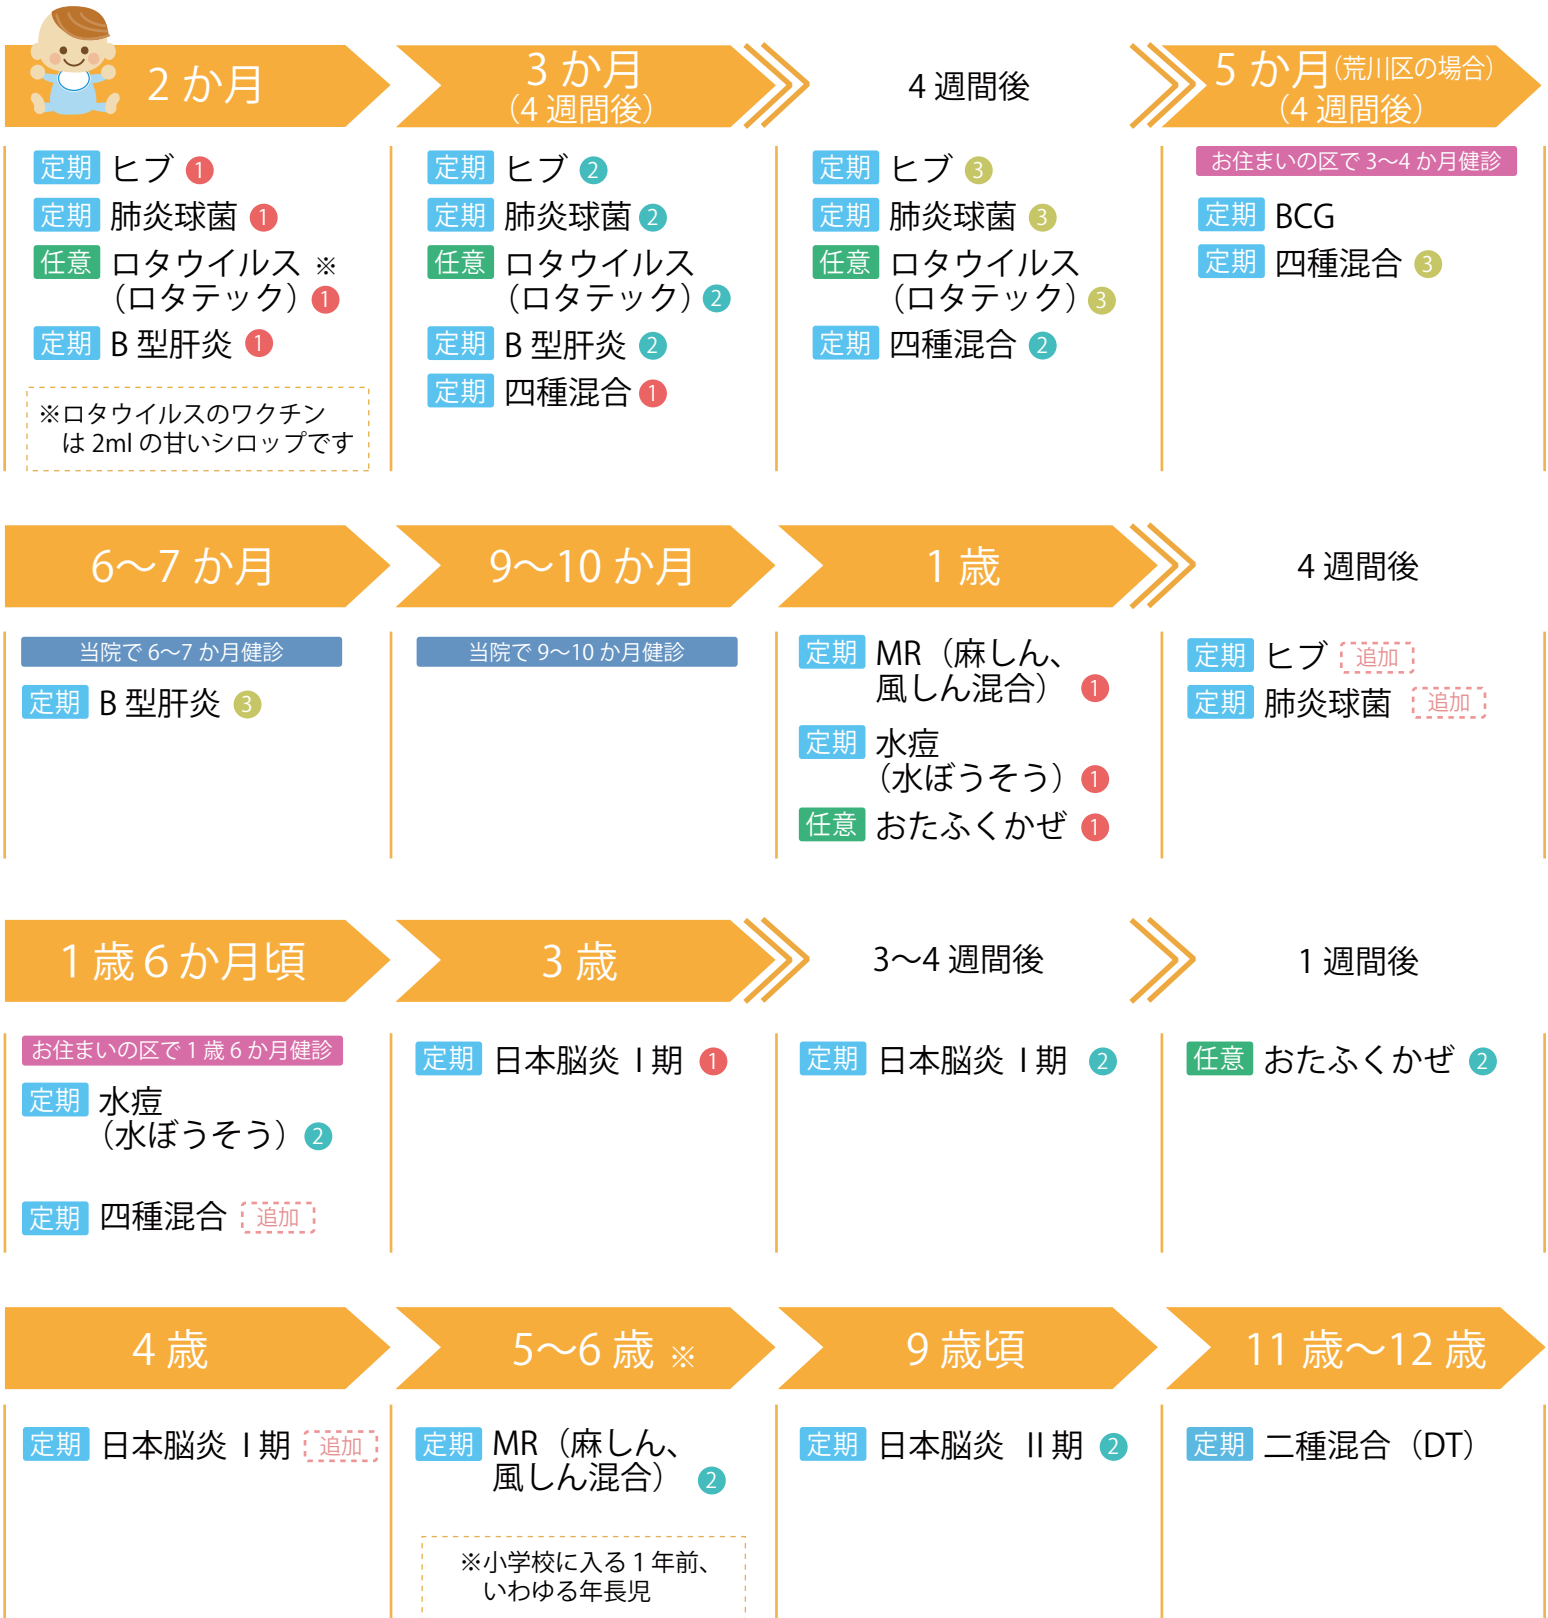 2 か月
定期 ヒブ 1
定期 肺炎球菌 1
任意 ロタウイルス ※
（ロタテック） 1
定期 B 型肝炎 1
※ロタウイルスのワクチン
は 2ml の甘いシロップです
3 か月
（4 週間後）
定期 ヒブ 2
定期 肺炎球菌 2
任意 ロタウイルス
（ロタテック） 2
定期 B 型肝炎 2
定期 四種混合 1
4 週間後
定期 ヒブ 3
定期 肺炎球菌 3
任意 ロタウイルス
（ロタテック） 3
定期 四種混合 2
5 か月（荒川区の場合）
（4 週間後）
お住まいの区で 3〜4 か月健診
定期 BCG
定期 四種混合 3
6〜7 か月
当院で 6〜7 か月健診
定期 B 型肝炎 3
9〜10 か月
当院で 9〜10 か月健診
1 歳
定期 MR（麻しん、
風しん混合） 1
定期 水痘
（水ぼうそう） 1
任意 おたふくかぜ 1
4 週間後
定期 ヒブ 追加
定期 肺炎球菌 追加
1 歳 6 か月頃
お住まいの区で 1 歳 6 か月健診
定期 水痘
（水ぼうそう） 2
定期 四種混合 追加
3 歳
定期 日本脳炎 I 期 1
3〜4 週間後
定期 日本脳炎 I 期 2
1 週間後
任意 おたふくかぜ 2
4 歳
定期 日本脳炎 I 期 追加
5〜6 歳 ※
定期 MR（麻しん、
風しん混合） 2
※小学校に入る 1 年前、
いわゆる年長児
9 歳頃
定期 日本脳炎 II 期 2
11 歳〜12 歳
定期 二種混合（DT）